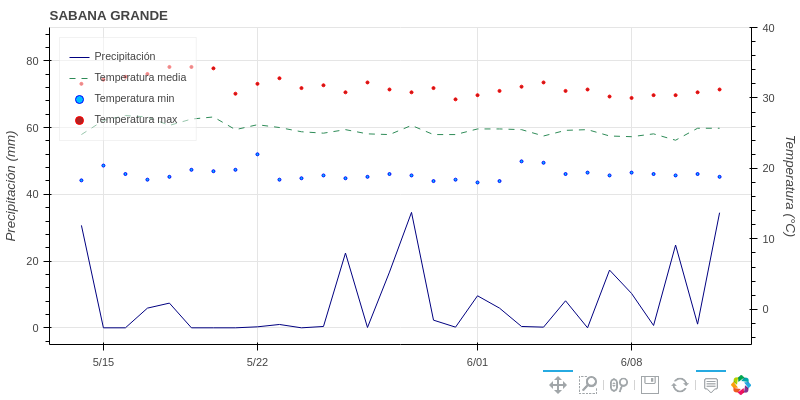 SABANA GRANDE
Precipitación
Temperatura media
Temperatura min
Temperatura max
Precipitación (mm)
80
60
40
20
0
Temperatura (°C)
40
30
20
10
0
5/15
5/22
6/01
6/08